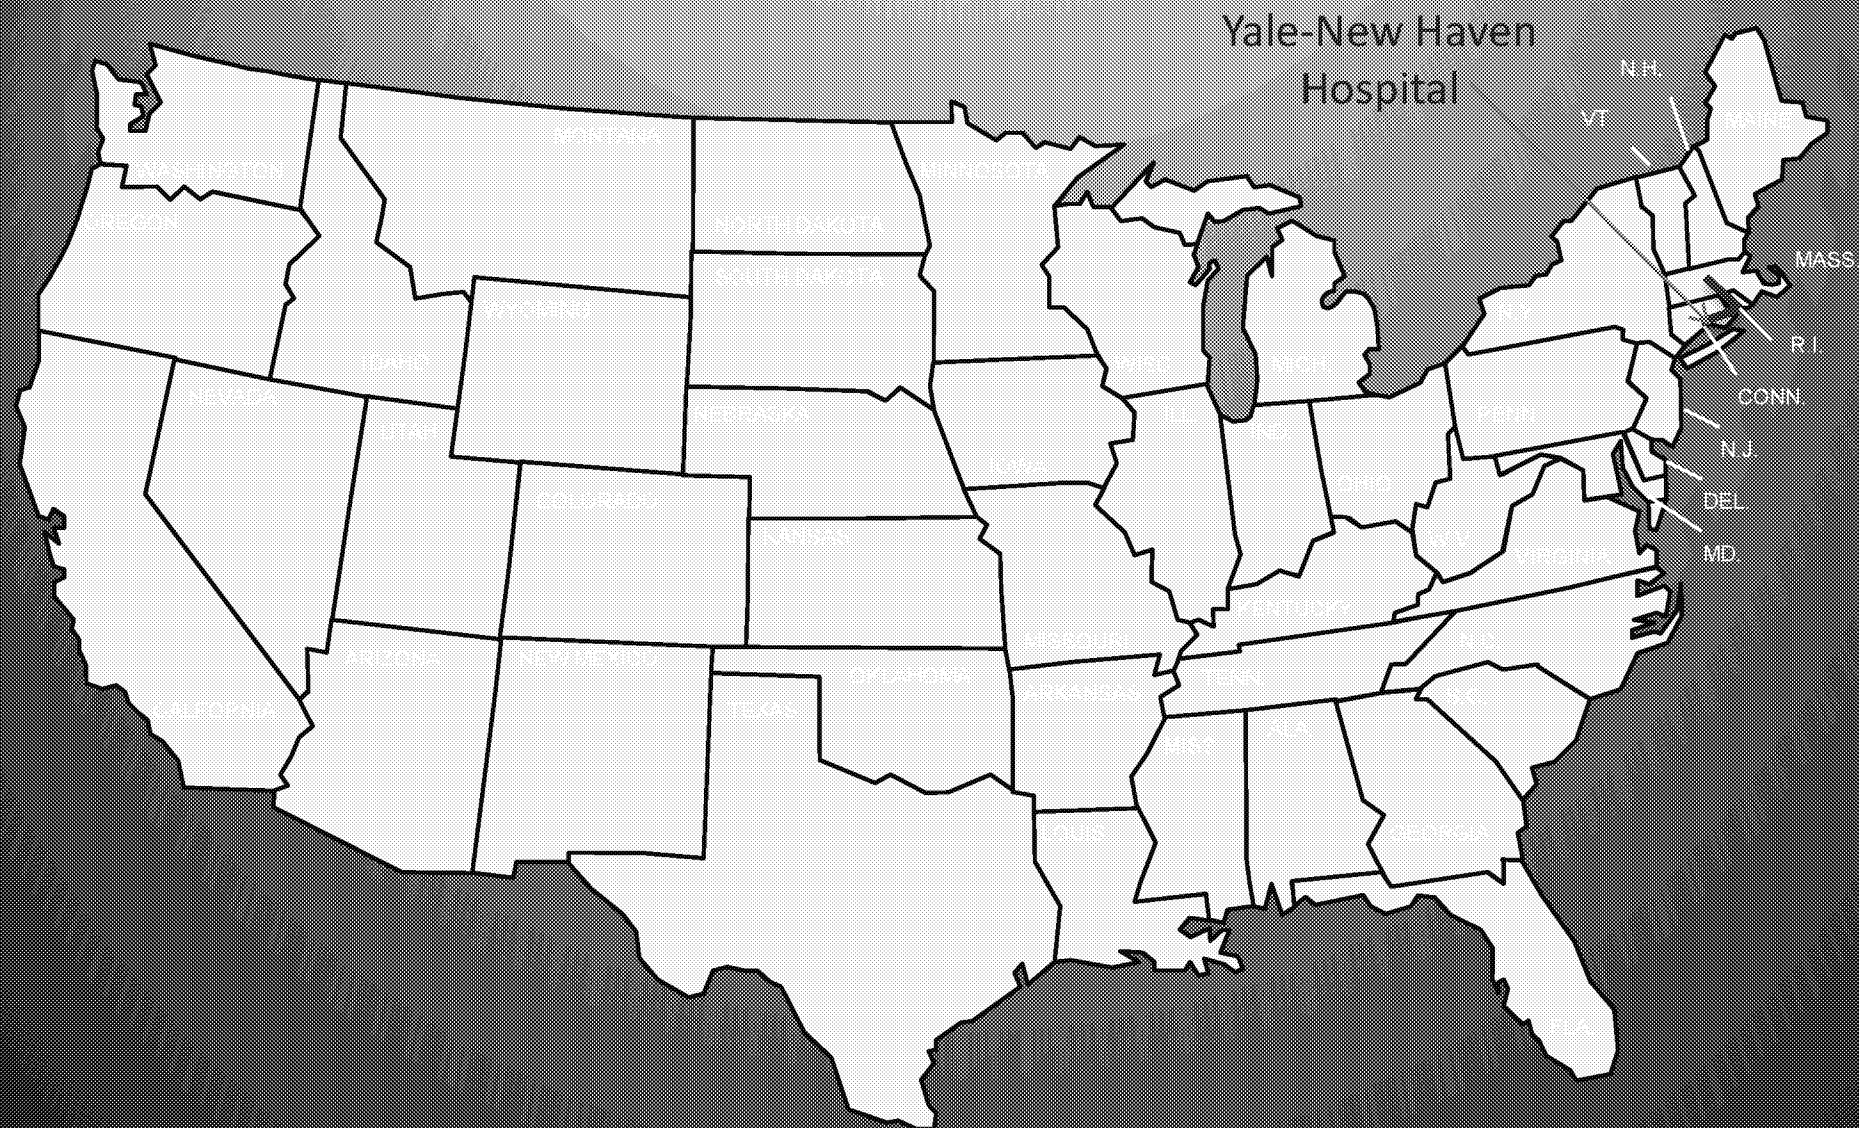 Yale-New Haven
Hospital
N.H.
VT
MAINE
MONTANA
WASHINGTON
MINNOSOTA
OREGON
NORTH DAKOTA
MASS.
SOUTH DAKOTA
WYOMING
N.Y.
R.I.
IDAHO
WISC
MICH.
NEVADA
CONN.
NEBRASKA
ILL.
PENN
UTAH
IND.
N.J.
IOWA
OHIO
COLORADO
DEL.
KANSAS
W.V.
VIRGINIA
MD.
KENTUCKY
MISSOURI
N.C.
ARIZONA
NEW MEXICO
OKLAHOMA
TENN.
ARKANSAS
S.C.
CALIFORNIA
TEXAS
ALA.
MISS
LOUIS.
GEORGIA
FLA.